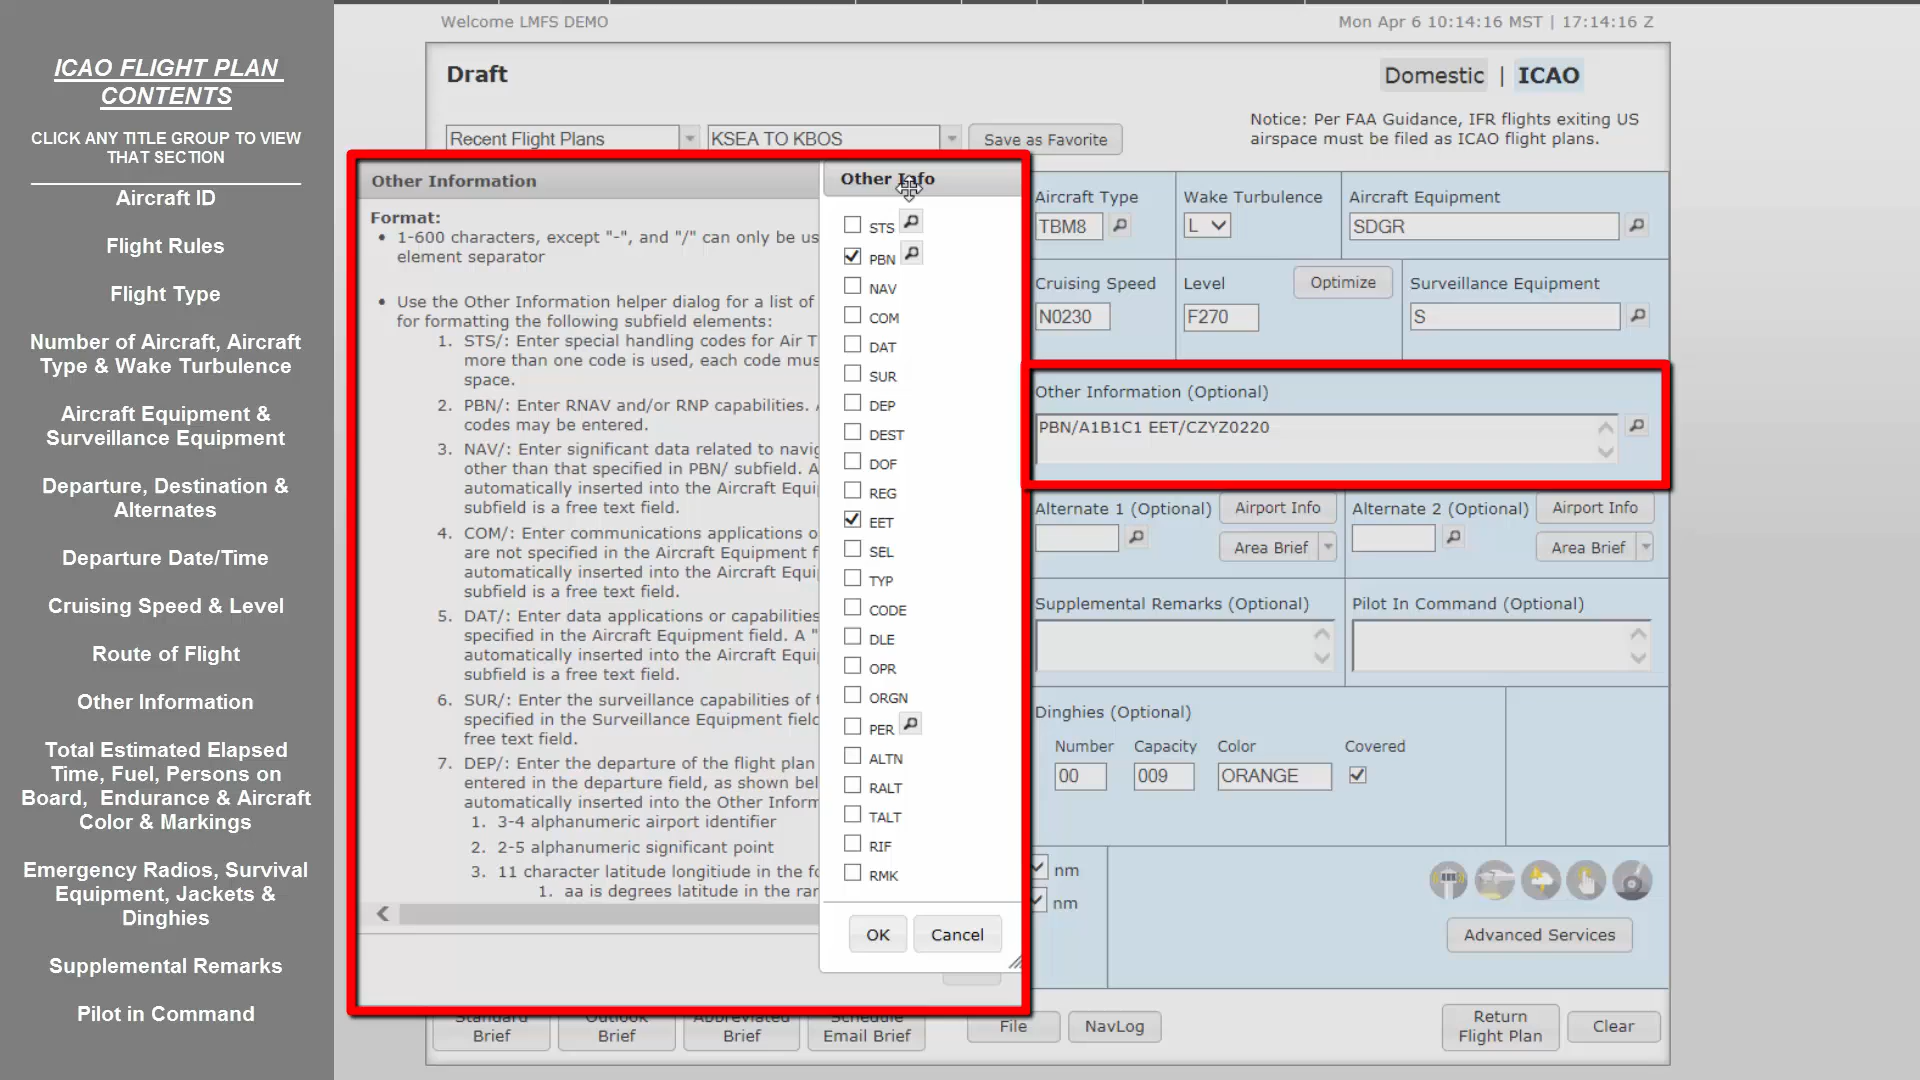 Welcome LMFS DEMO
Mon Apr 6 10:14:16 MST | 17:14:16 Z
ICAO FLIGHT PLAN
CONTENTS
CLICK ANY TITLE GROUP TO VIEW
THAT SECTION
Aircraft ID
Flight Rules
Flight Type
Number of Aircraft, Aircraft
Type & Wake Turbulence
Aircraft Equipment &
Surveillance Equipment
Departure, Destination &
Alternates
Departure Date/Time
Cruising Speed & Level
Route of Flight
Other Information
Total Estimated Elapsed
Time, Fuel, Persons on
Board, Endurance & Aircraft
Color & Markings
Emergency Radios, Survival
Equipment, Jackets &
Dinghies
Supplemental Remarks
Pilot in Command
Draft
Domestic | ICAO
Notice: Per FAA Guidance, IFR flights exiting US
airspace must be filed as ICAO flight plans.
Recent Flight Plans
KSEA TO KBOS
Save as Favorite
Other Information
Format:
• 1-600 characters, except "-", and "/" can only be us
element separator
• Use the Other Information helper dialog for a list of
for formatting the following subfield elements:
1. STS/: Enter special handling codes for Air T
more than one code is used, each code mus
space.
2. PBN/: Enter RNAV and/or RNP capabilities. A
codes may be entered.
3. NAV/: Enter significant data related to navig
other than that specified in PBN/ subfield. A
automatically inserted into the Aircraft Equi
subfield is a free text field.
4. COM/: Enter communications applications o
are not specified in the Aircraft Equipment f
automatically inserted into the Aircraft Equi
subfield is a free text field.
5. DAT/: Enter data applications or capabilities
specified in the Aircraft Equipment field. A "
automatically inserted into the Aircraft Equi
subfield is a free text field.
6. SUR/: Enter the surveillance capabilities of t
specified in the Surveillance Equipment field
free text field.
7. DEP/: Enter the departure of the flight plan
entered in the departure field, as shown bel
automatically inserted into the Other Inform
1. 3-4 alphanumeric airport identifier
2. 2-5 alphanumeric significant point
3. 11 character latitude longitiude in the fo
1. aa is degrees latitude in the ran
Other Info
STS
PBN
NAV
COM
DAT
SUR
DEP
DEST
DOF
REG
EET
SEL
TYP
CODE
DLE
OPR
ORGN
PER
ALTN
RALT
TALT
RIF
RMK
OK
Cancel
Aircraft Type
TBM8
Wake Turbulence
L
Aircraft Equipment
SDGR
Cruising Speed
N0230
Level
Optimize
F270
Surveillance Equipment
S
Other Information (Optional)
PBN/A1B1C1 EET/CZYZ0220
Alternate 1 (Optional)
Airport Info
Area Brief
Alternate 2 (Optional)
Airport Info
Area Brief
Supplemental Remarks (Optional)
Pilot In Command (Optional)
Dinghies (Optional)
Number
Capacity
Color
Covered
00
009
ORANGE
nm
nm
Advanced Services
Standard
Brief
Outlook
Brief
Abbreviated
Brief
Schedule
Email Brief
File
NavLog
Return
Flight Plan
Clear